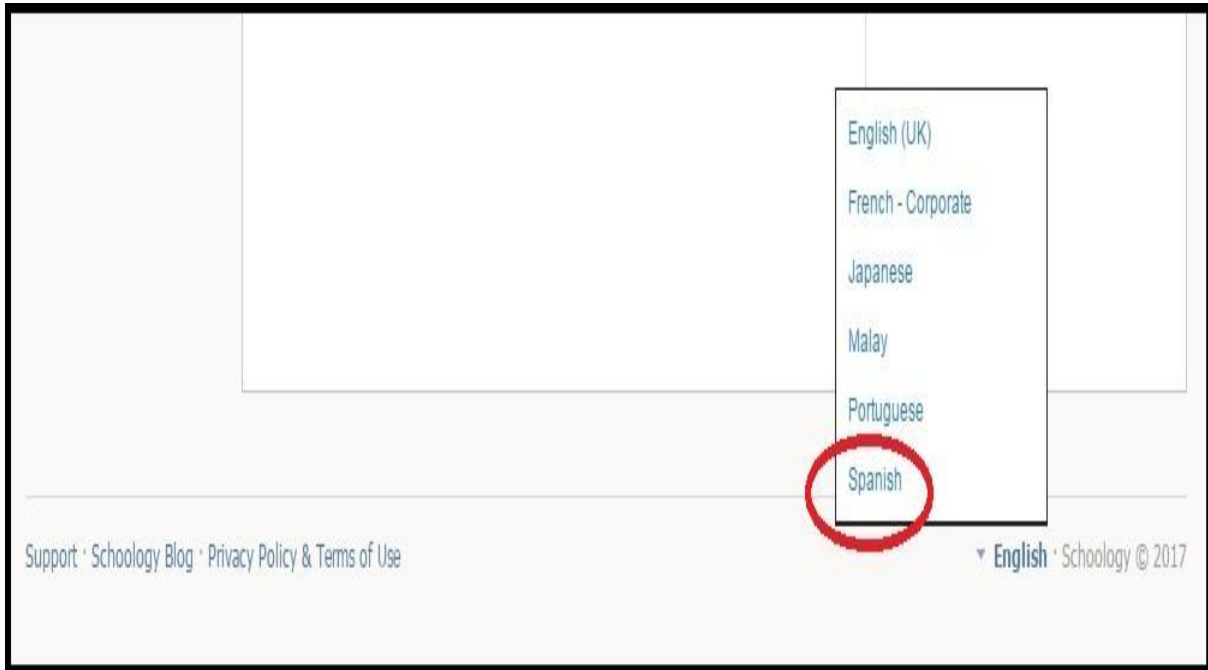 English (UK)
French - Corporate
Japanese
Malay
Portuguese
Spanish
Support · Schoology Blog · Privacy Policy & Terms of Use
▼ English · Schoology © 2017